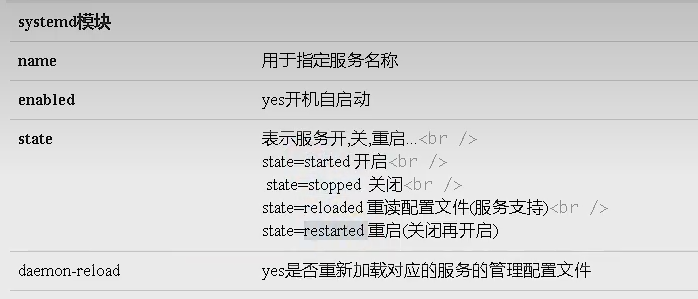 systemd模块
name 用于指定服务名称
enabled yes开机自启动
state 表示服务开,关,重启...<br />
state=started 开启<br />
state=stopped 关闭<br />
state=reloaded 重读配置文件(服务支持)<br />
state=restarted 重启(关闭再开启)
daemon-reload yes是否重新加载对应的服务的管理配置文件